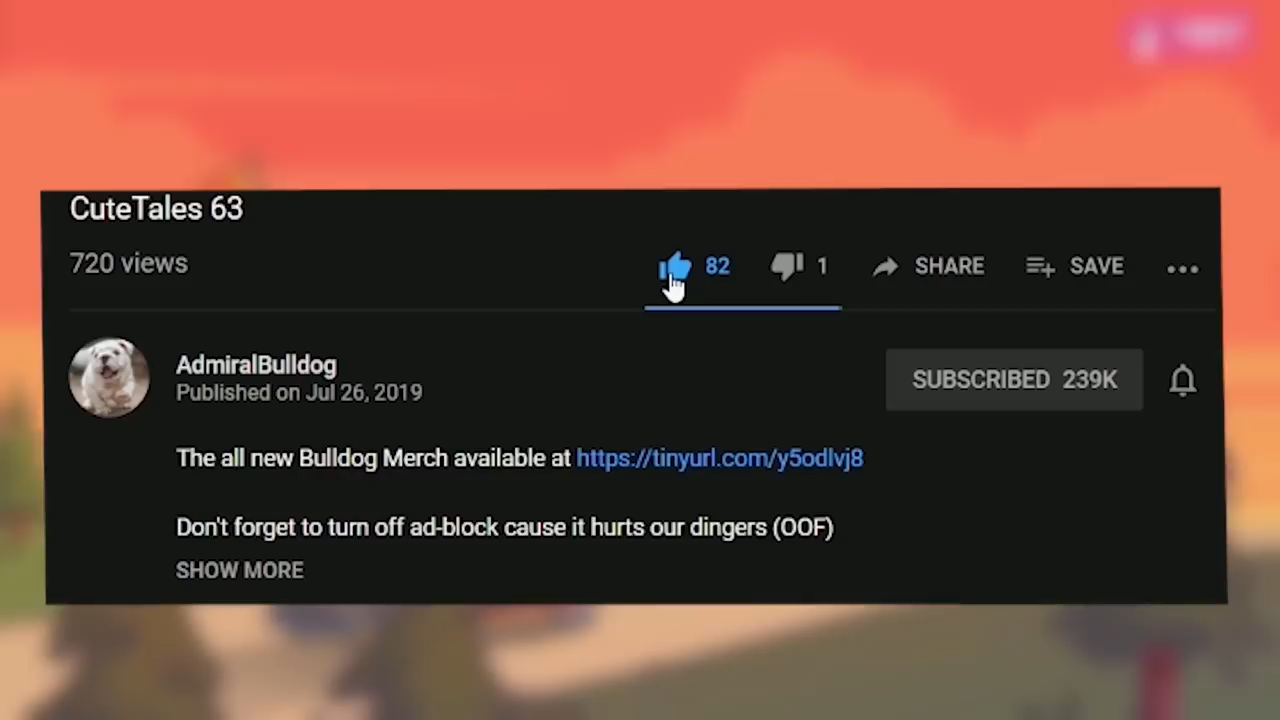 CuteTales 63
720 views
82 1 SHARE SAVE
AdmiralBulldog
Published on Jul 26, 2019
SUBSCRIBED 239K
The all new Bulldog Merch available at https://tinyurl.com/y5odlvj8
Don't forget to turn off ad-block cause it hurts our dingers (OOF)
SHOW MORE